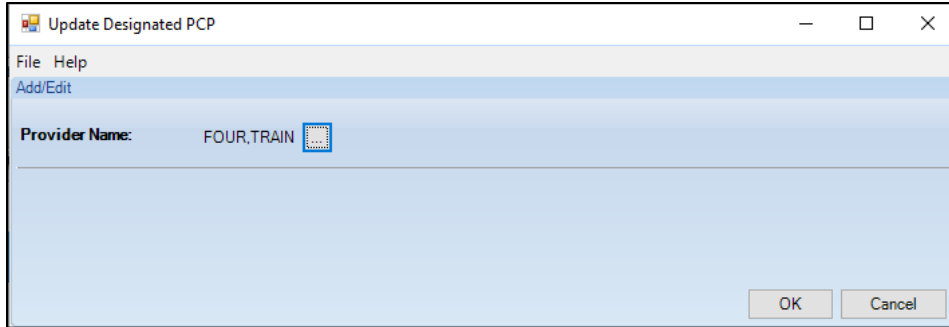 Update Designated PCP
File Help
Add/Edit
Provider Name: FOUR,TRAIN ...
OK Cancel